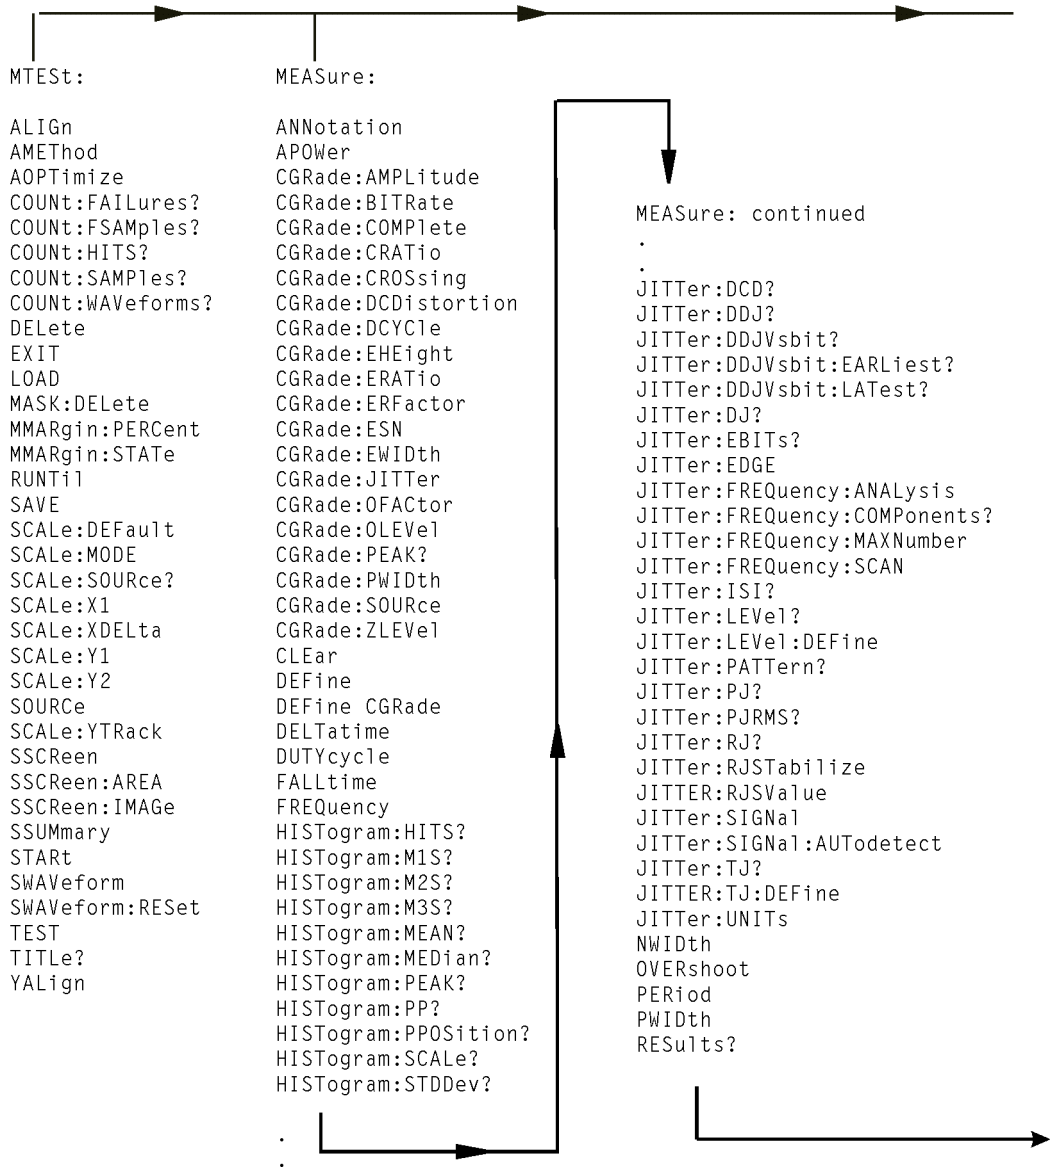 MTESt:
ALIGn
AMEThod
AOPTimize
COUNt:FAILures?
COUNt:FSAMples?
COUNt:HITS?
COUNt:SAMPles?
COUNt:WAVeforms?
DELete
EXIT
LOAD
MASK:DELete
MMARgin:PERCent
MMARgin:STATe
RUNTil
SAVE
SCALe:DEFault
SCALe:MODE
SCALe:SOURce?
SCALe:X1
SCALe:XDELta
SCALe:Y1
SCALe:Y2
SOURCe
SCALe:YTRack
SSCReen
SSCReen:AREA
SSCReen:IMAGe
SSUMmary
STARt
SWAVeform
SWAVeform:RESet
TEST
TITLe?
YALign
MEASure:
ANNotation
APOWer
CGRade:AMPLitude
CGRade:BITRate
CGRade:COMPlete
CGRade:CRATio
CGRade:CROSsing
CGRade:DCDistortion
CGRade:DCYCle
CGRade:EHEight
CGRade:ERATio
CGRade:ERFactor
CGRade:ESN
CGRade:EWIDth
CGRade:JITTer
CGRade:OFACtor
CGRade:OLEVel
CGRade:PEAK?
CGRade:PWIDth
CGRade:SOURce
CGRade:ZLEVel
CLEar
DEFine
DEFine CGRade
DELTatime
DUTYcycle
FALLtime
FREQuency
HISTogram:HITS?
HISTogram:M1S?
HISTogram:M2S?
HISTogram:M3S?
HISTogram:MEAN?
HISTogram:MEDian?
HISTogram:PEAK?
HISTogram:PP?
HISTogram:PPOSition?
HISTogram:SCALe?
HISTogram:STDDev?
.
.
MEASure: continued
.
.
JITTer:DCD?
JITTer:DDJ?
JITTer:DDJVsbit?
JITTer:DDJVsbit:EARLiest?
JITTer:DDJVsbit:LATest?
JITTer:DJ?
JITTer:EBITs?
JITTer:EDGE
JITTer:FREQuency:ANALysis
JITTer:FREQuency:COMPonents?
JITTer:FREQuency:MAXNumber
JITTer:FREQuency:SCAN
JITTer:ISI?
JITTer:LEVel?
JITTer:LEVel:DEFine
JITTer:PATTern?
JITTer:PJ?
JITTer:PJRMS?
JITTer:RJ?
JITTer:RJSTabilize
JITTER:RJSValue
JITTer:SIGNal
JITTer:SIGNal:AUTodetect
JITTer:TJ?
JITTER:TJ:DEFine
JITTer:UNITs
NWIDth
OVERshoot
PERiod
PWIDth
RESults?